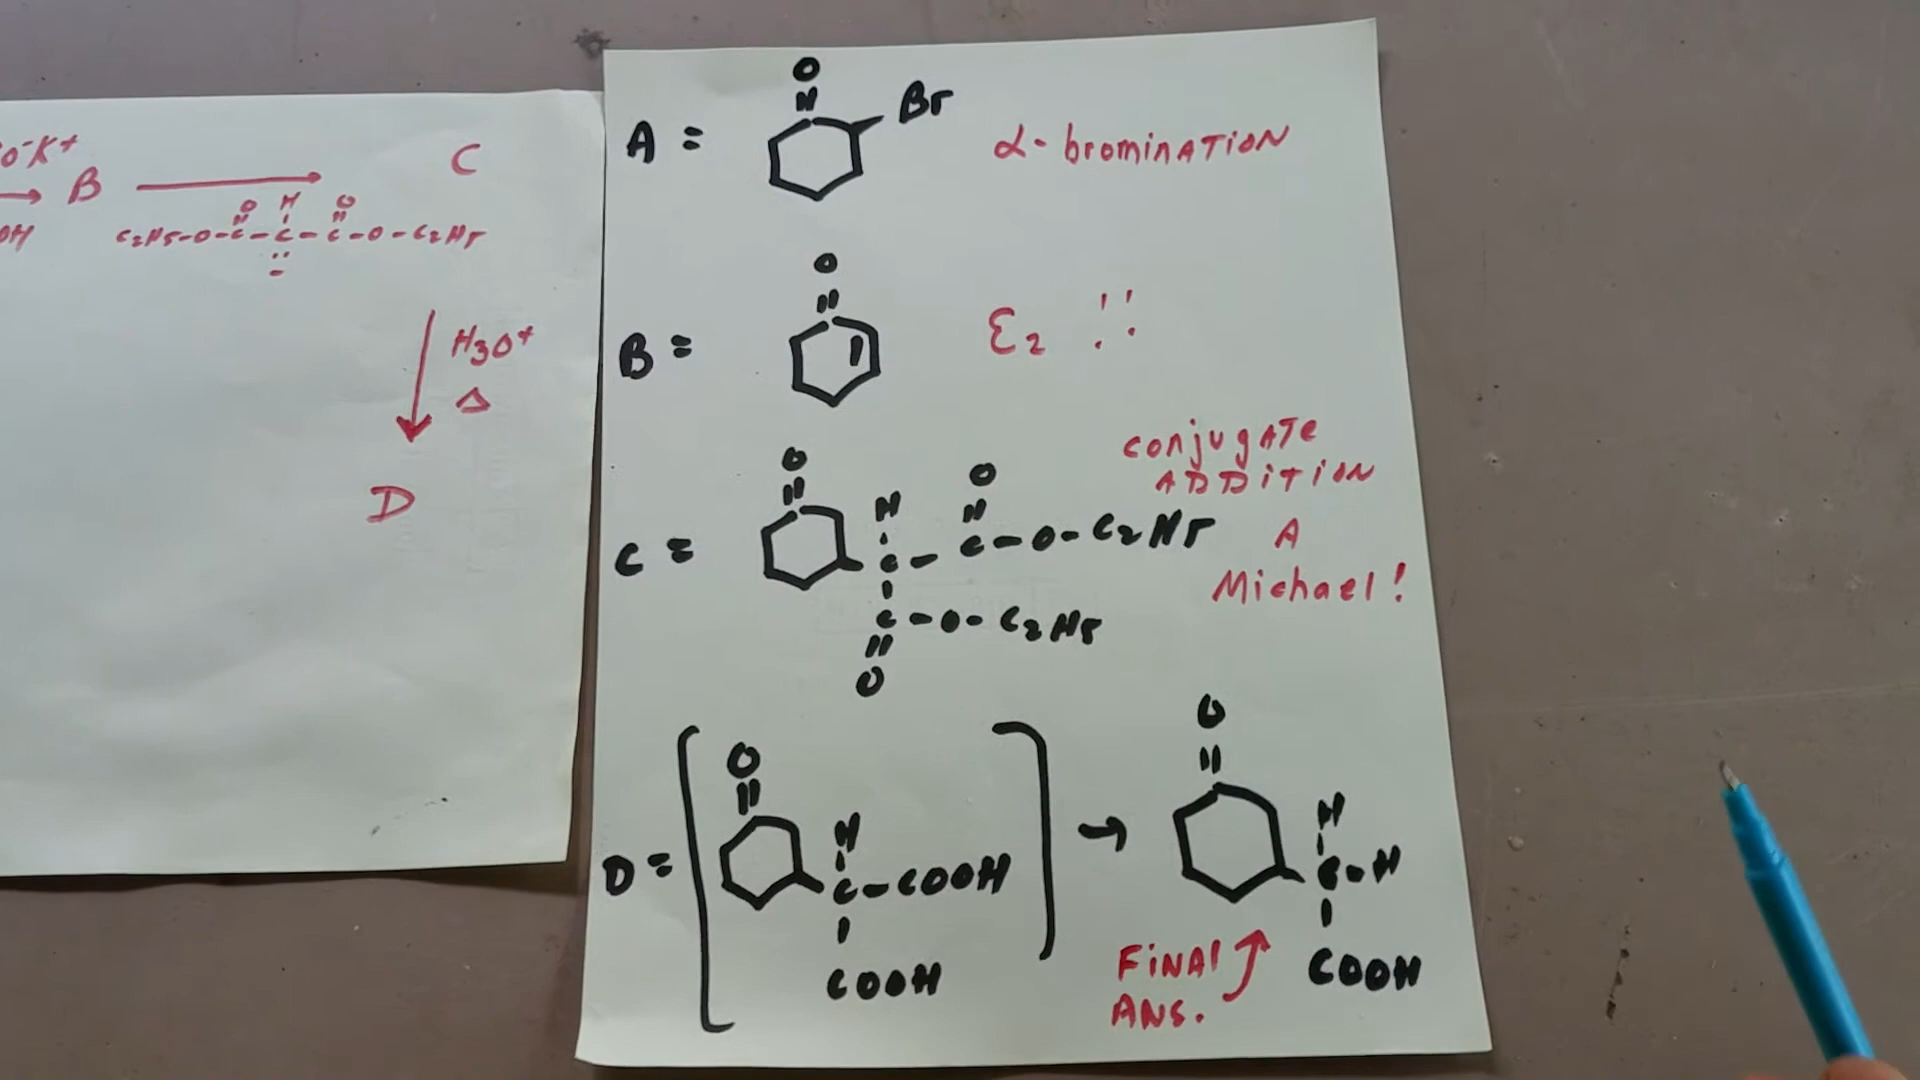 O-K+
B
C
OH
O H O
C2H5-O-C-C-C-O-C2H5
H3O+
Δ
D
O
A = Br α-bromination
O
B = E2 !!
conjugate
ADDITION
A
Michael!
O
C = H O
C - C-O-C2H5
C-O-C2H5
O
D = O H
C-COOH
COOH
→
O H
C-H
COOH
FINAl
ANS.